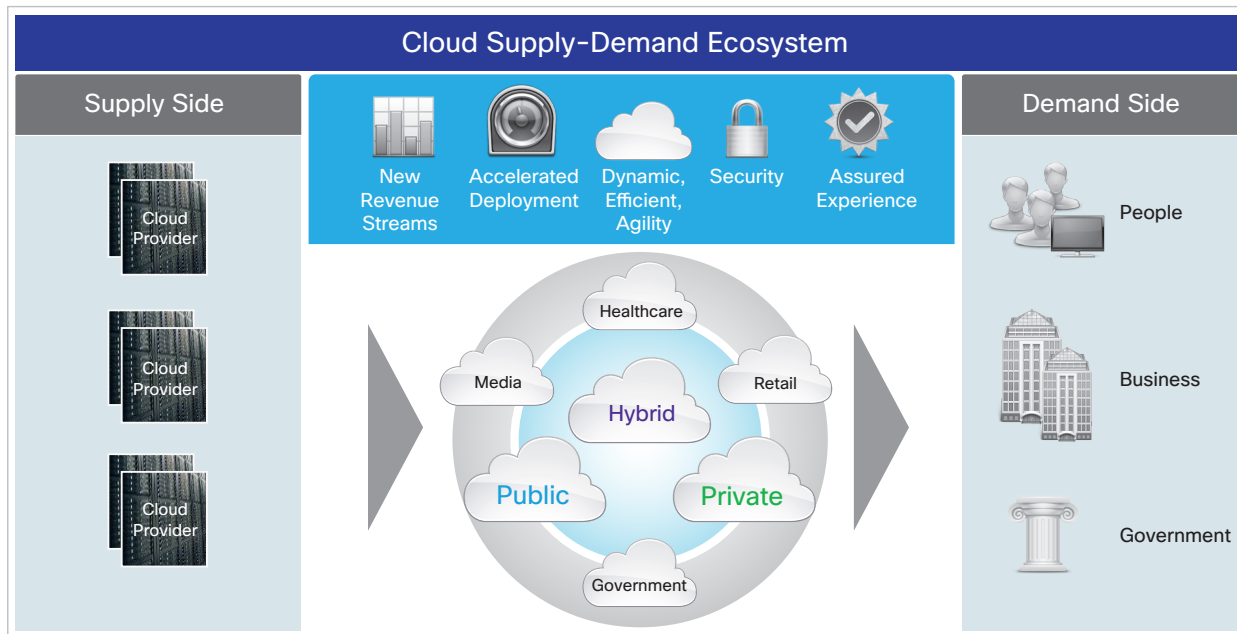 Cloud Supply-Demand Ecosystem
Supply Side
Cloud
Provider
Cloud
Provider
Cloud
Provider
New
Revenue
Streams
Accelerated
Deployment
Dynamic,
Efficient,
Agility
Security
Assured
Experience
Healthcare
Media
Retail
Hybrid
Public
Private
Government
Demand Side
People
Business
Government